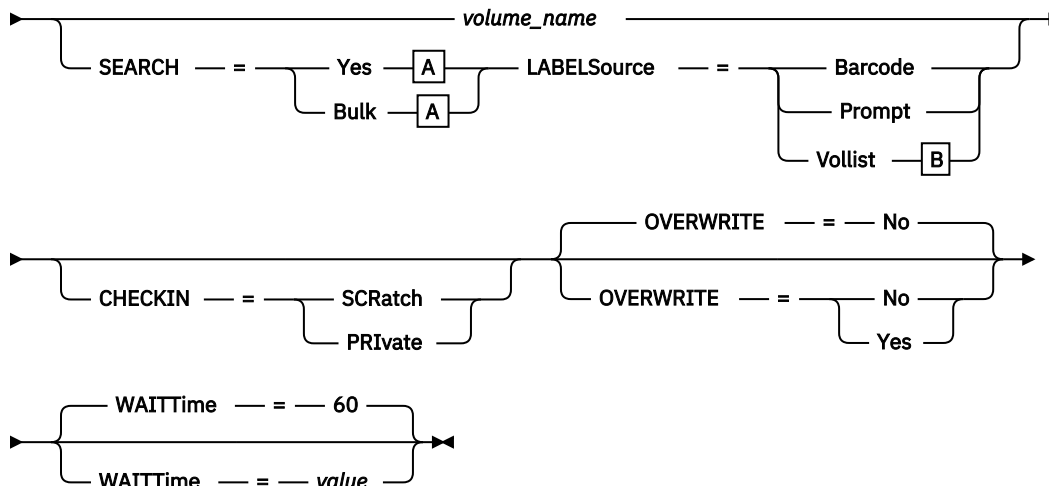 volume_name
SEARCH = Yes A LABELSource = Barcode
Bulk A Prompt
Vollist B
OVERWRITE = No
CHECKIN = SCRatch OVERWRITE = No
PRIvate Yes
WAITTime = 60
WAITTime = value